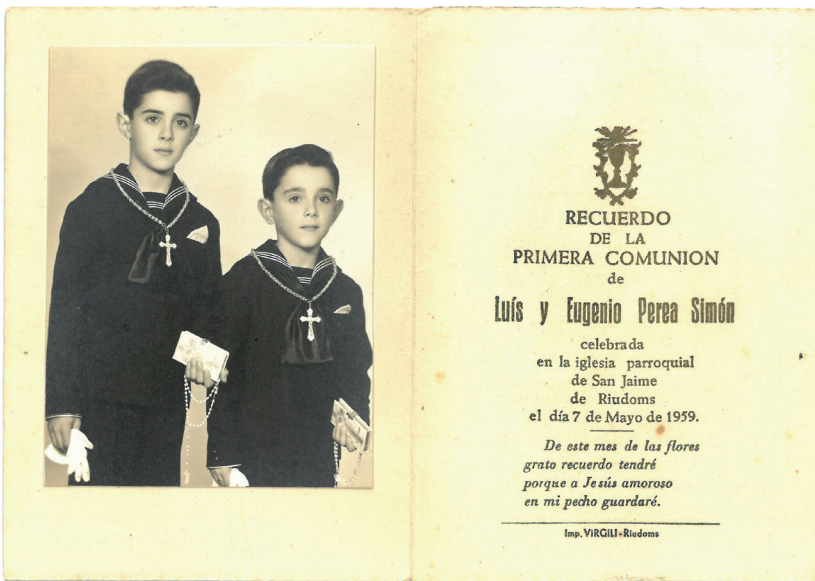 RECUERDO
DE LA
PRIMERA COMUNION
de
Luís y Eugenio Perea Simón
celebrada
en la iglesia parroquial
de San Jaime
de Riudoms
el día 7 de Mayo de 1959.
De este mes de las flores
grato recuerdo tendré
porque a Jesús amoroso
en mi pecho guardaré.
Imp. VIRGILI-Riudoms